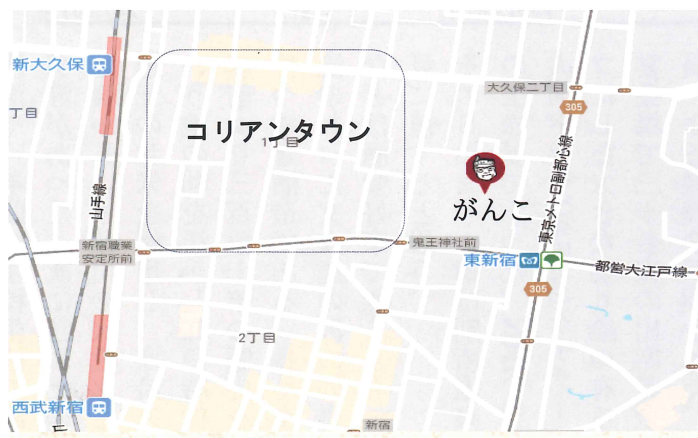 新大久保
大久保二丁目
305
丁目
コリアンタウン
1丁目
がんこ
東京メトロ副都心線
山手線
新宿職業
安定所前
鬼王神社前
東新宿
都営大江戸線
305
2丁目
西武新宿
新宿